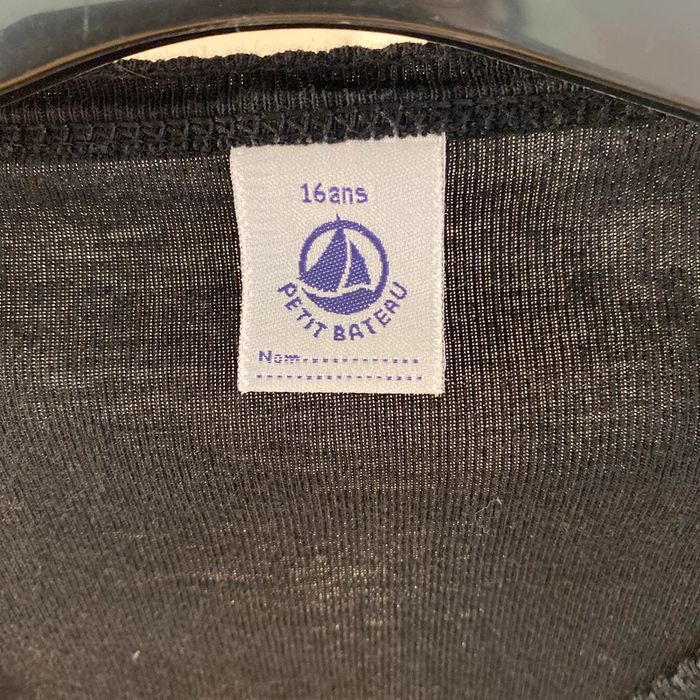 16ans
PETIT BATEAU
Nom............